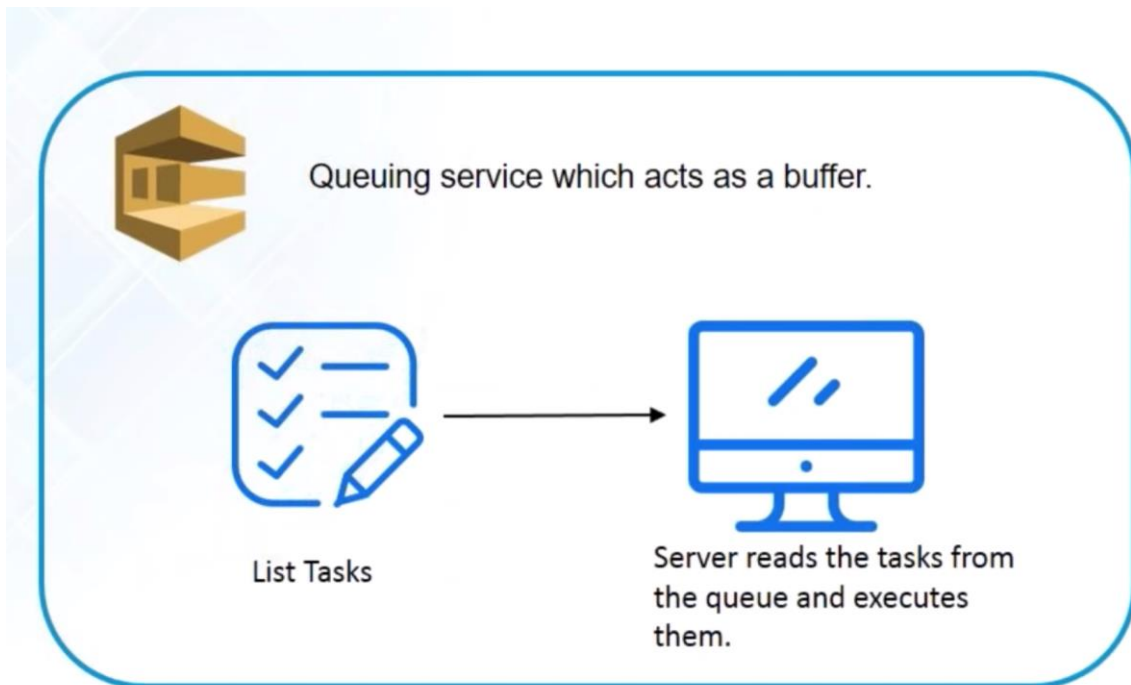 Queuing service which acts as a buffer.
List Tasks
Server reads the tasks from
the queue and executes
them.